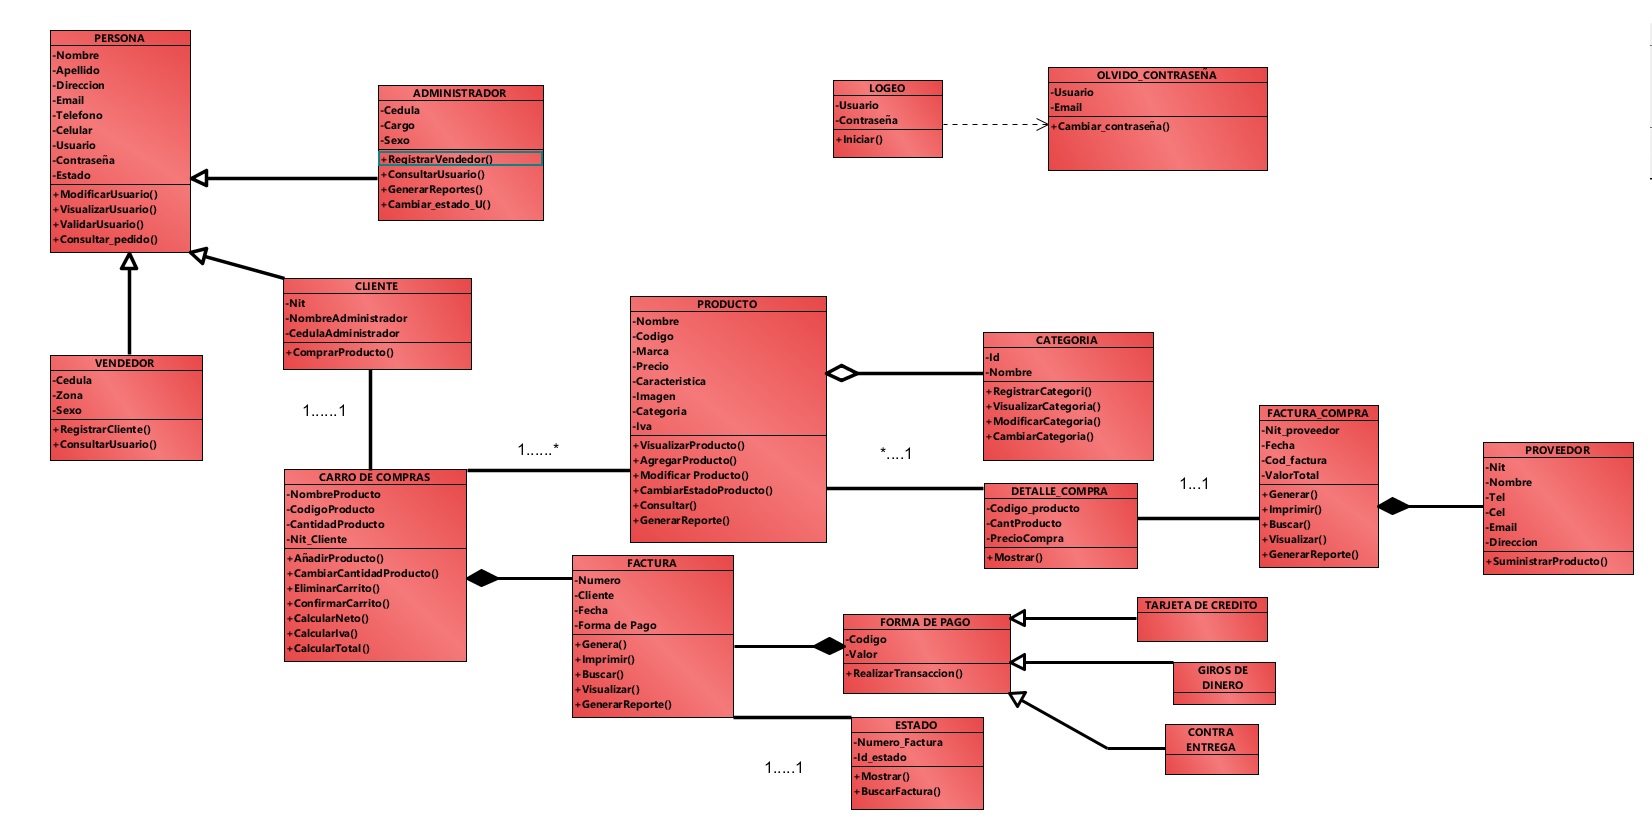 PERSONA
-Nombre
-Apellido
-Direccion
-Email
-Telefono
-Celular
-Usuario
-Contraseña
-Estado
+ModificarUsuario()
+VisualizarUsuario()
+ValidarUsuario()
+Consultar_pedido()
ADMINISTRADOR
-Cedula
-Cargo
-Sexo
+RegistrarVendedor()
+ConsultarUsuario()
+GenerarReportes()
+Cambiar_estado_U()
LOGEO
-Usuario
-Contraseña
+Iniciar()
OLVIDO_CONTRASEÑA
-Usuario
-Email
+Cambiar_contraseña()
CLIENTE
-Nit
-NombreAdministrador
-CedulaAdministrador
+ComprarProducto()
VENDEDOR
-Cedula
-Zona
-Sexo
+RegistrarCliente()
+ConsultarUsuario()
1......1
1......*
PRODUCTO
-Nombre
-Codigo
-Marca
-Precio
-Caracteristica
-Imagen
-Categoria
-Iva
+VisualizarProducto()
+AgregarProducto()
+Modificar Producto()
+CambiarEstadoProducto()
+Consultar()
+GenerarReporte()
CATEGORIA
-Id
-Nombre
+RegistrarCategori()
+VisualizarCategoria()
+ModificarCategoria()
+CambiarCategoria()
*....1
DETALLE_COMPRA
-Codigo_producto
-CantProducto
-PrecioCompra
+Mostrar()
1...1
FACTURA_COMPRA
-Nit_proveedor
-Fecha
-Cod_factura
-ValorTotal
+Generar()
+Imprimir()
+Buscar()
+Visualizar()
+GenerarReporte()
PROVEEDOR
-Nit
-Nombre
-Tel
-Cel
-Email
-Direccion
+SuministrarProducto()
CARRO DE COMPRAS
-NombreProducto
-CodigoProducto
-CantidadProducto
-Nit_Cliente
+AñadirProducto()
+CambiarCantidadProducto()
+EliminarCarrito()
+ConfirmarCarrito()
+CalcularNeto()
+CalcularIva()
+CalcularTotal()
FACTURA
-Numero
-Cliente
-Fecha
-Forma de Pago
+Genera()
+Imprimir()
+Buscar()
+Visualizar()
+GenerarReporte()
FORMA DE PAGO
-Codigo
-Valor
+RealizarTransaccion()
TARJETA DE CREDITO
GIROS DE
DINERO
CONTRA
ENTREGA
ESTADO
-Numero_Factura
-Id_estado
+Mostrar()
+BuscarFactura()
1.....1